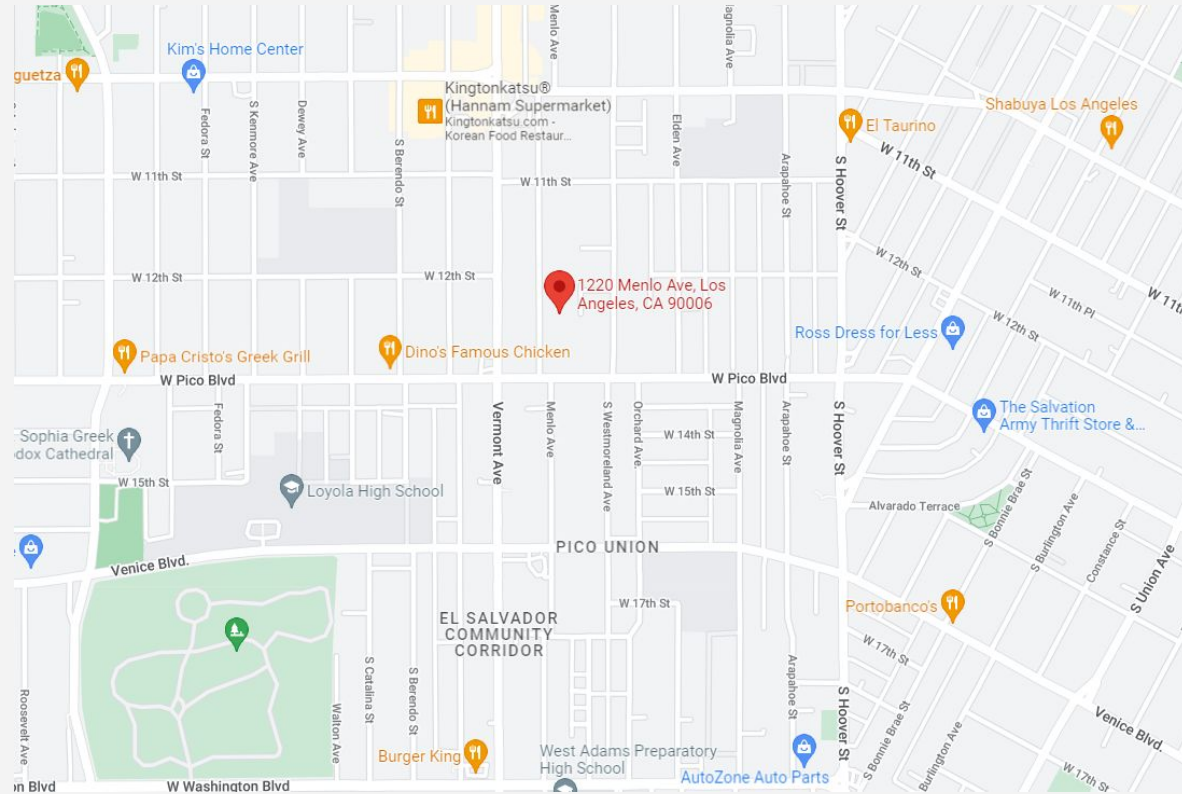 Menlo Ave
agnolia Ave
Kim's Home Center
guetza
Kingtonkatsu®
(Hannam Supermarket)
Kingtonkatsu.com -
Korean Food Restaur...
Shabuya Los Angeles
El Taurino
Fedora St
S Kenmore Ave
Dewey Ave
S Berendo St
Elden Ave
Arapahoe St
S Hoover St
W 11th St
W 11th St
W 11th St
W 12th St
W 12th St
W 12th St
W 11th Pl
W 11th
W 12th St
1220 Menlo Ave, Los
Angeles, CA 90006
Ross Dress for Less
Papa Cristo's Greek Grill
Dino's Famous Chicken
W Pico Blvd
W Pico Blvd
Fedora St
Vermont Ave
Menlo Ave
S Westmoreland Ave
Orchard Ave.
Magnolia Ave
Arapahoe St
S Hoover St
The Salvation
Army Thrift Store &...
Sophia Greek
dox Cathedral
W 14th St
W 15th St
Loyola High School
W 15th St
Alvarado Terrace
S Bonnie Brae St
S Burlington Ave
Constance St
S Union Ave
Venice Blvd.
PICO UNION
EL SALVADOR
COMMUNITY
CORRIDOR
W 17th St
Portobanco's
W 17th St
Roosevelt Ave
Walton Ave
S Catalina St
S Berendo St
Arapahoe St
S Hoover St
S Bonnie Brae St
Burlington Ave
Venice Blvd.
W 17th St
Burger King
West Adams Preparatory
High School
AutoZone Auto Parts
on Blvd
W Washington Blvd